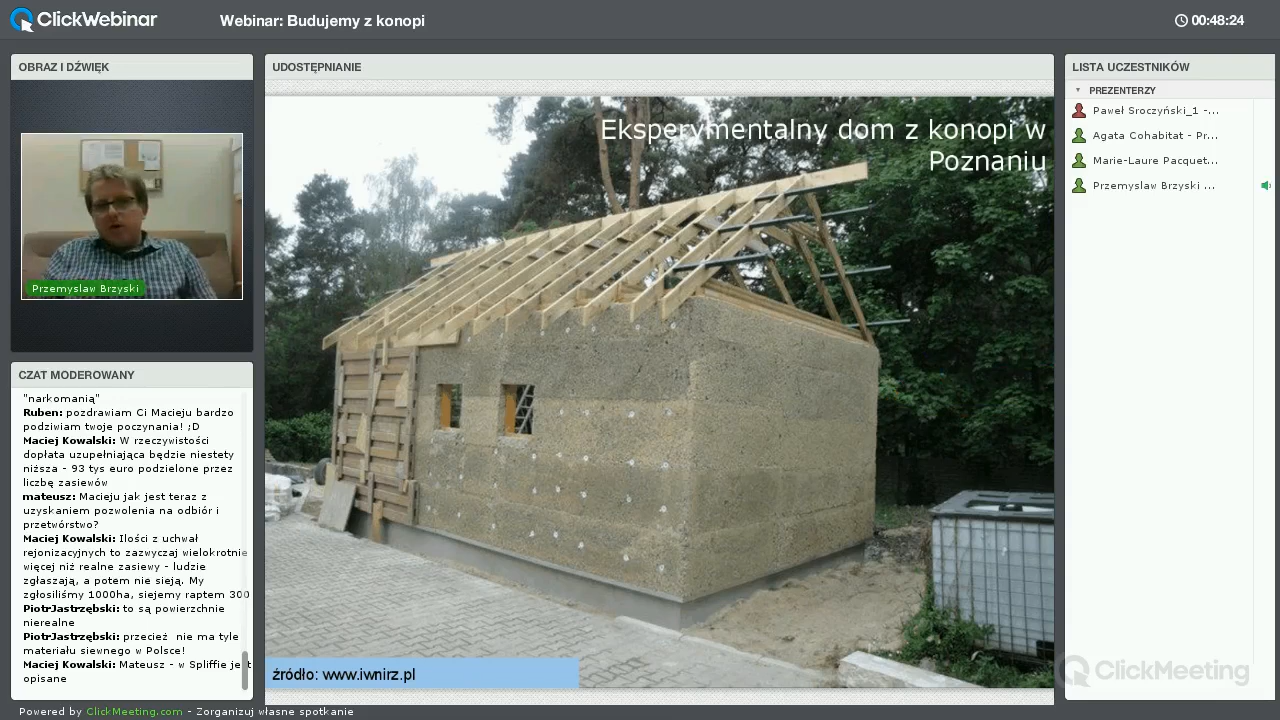 ClickWebinar
Webinar: Budujemy z konopi
00:48:24
OBRAZ I DŹWIĘK
Przemyslaw Brzyski
CZAT MODEROWANY
"narkomanią"
Ruben: pozdrawiam Ci Macieju bardzo
podziwiam twoje poczynania! ;D
Maciej Kowalski: W rzeczywistości
dopłata uzupełniająca będzie niestety
niższa - 93 tys euro podzielone przez
liczbę zasiewów
mateusz: Macieju jak jest teraz z
uzyskaniem pozwolenia na odbiór i
przetwórstwo?
Maciej Kowalski: Ilości z uchwał
rejonizacyjnych to zazwyczaj wielokrotnie
więcej niż realne zasiewy - ludzie
zgłaszają, a potem nie sieją. My
zgłosiliśmy 1000ha, siejemy raptem 300
PiotrJastrzębski: to są powierzchnie
nierealne
PiotrJastrzębski: przecież nie ma tyle
materiału siewnego w Polsce!
Maciej Kowalski: Mateusz - w Spliffie jest
opisane
UDOSTĘPNIANIE
Eksperymentalny dom z konopi w
Poznaniu
źródło: www.iwnirz.pl
LISTA UCZESTNIKÓW
PREZENTERZY
Paweł Sroczyński_1 -...
Agata Cohabitat - Pr...
Marie-Laure Pacquet...
Przemyslaw Brzyski ...
ClickMeeting
Powered by ClickMeeting.com - Zorganizuj własne spotkanie